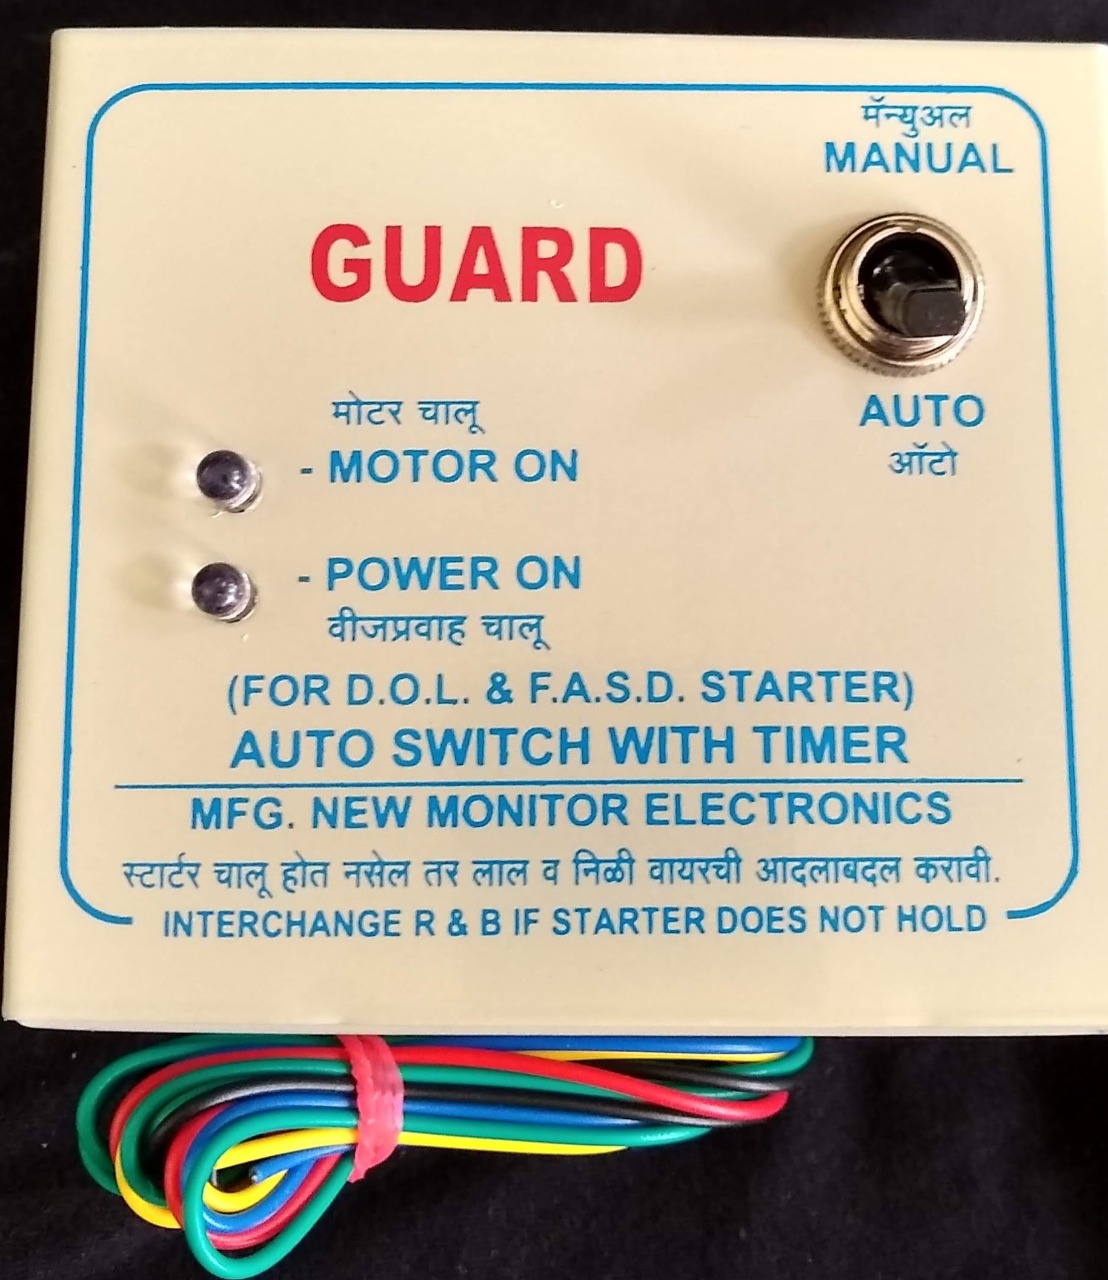 मॅन्युअल
MANUAL
GUARD
AUTO
ऑटो
मोटर चालू
- MOTOR ON
- POWER ON
वीजप्रवाह चालू
(FOR D.O.L. & F.A.S.D. STARTER)
AUTO SWITCH WITH TIMER
MFG. NEW MONITOR ELECTRONICS
स्टार्टर चालू होत नसेल तर लाल व निळी वायरची आदलाबदल करावी.
INTERCHANGE R & B IF STARTER DOES NOT HOLD